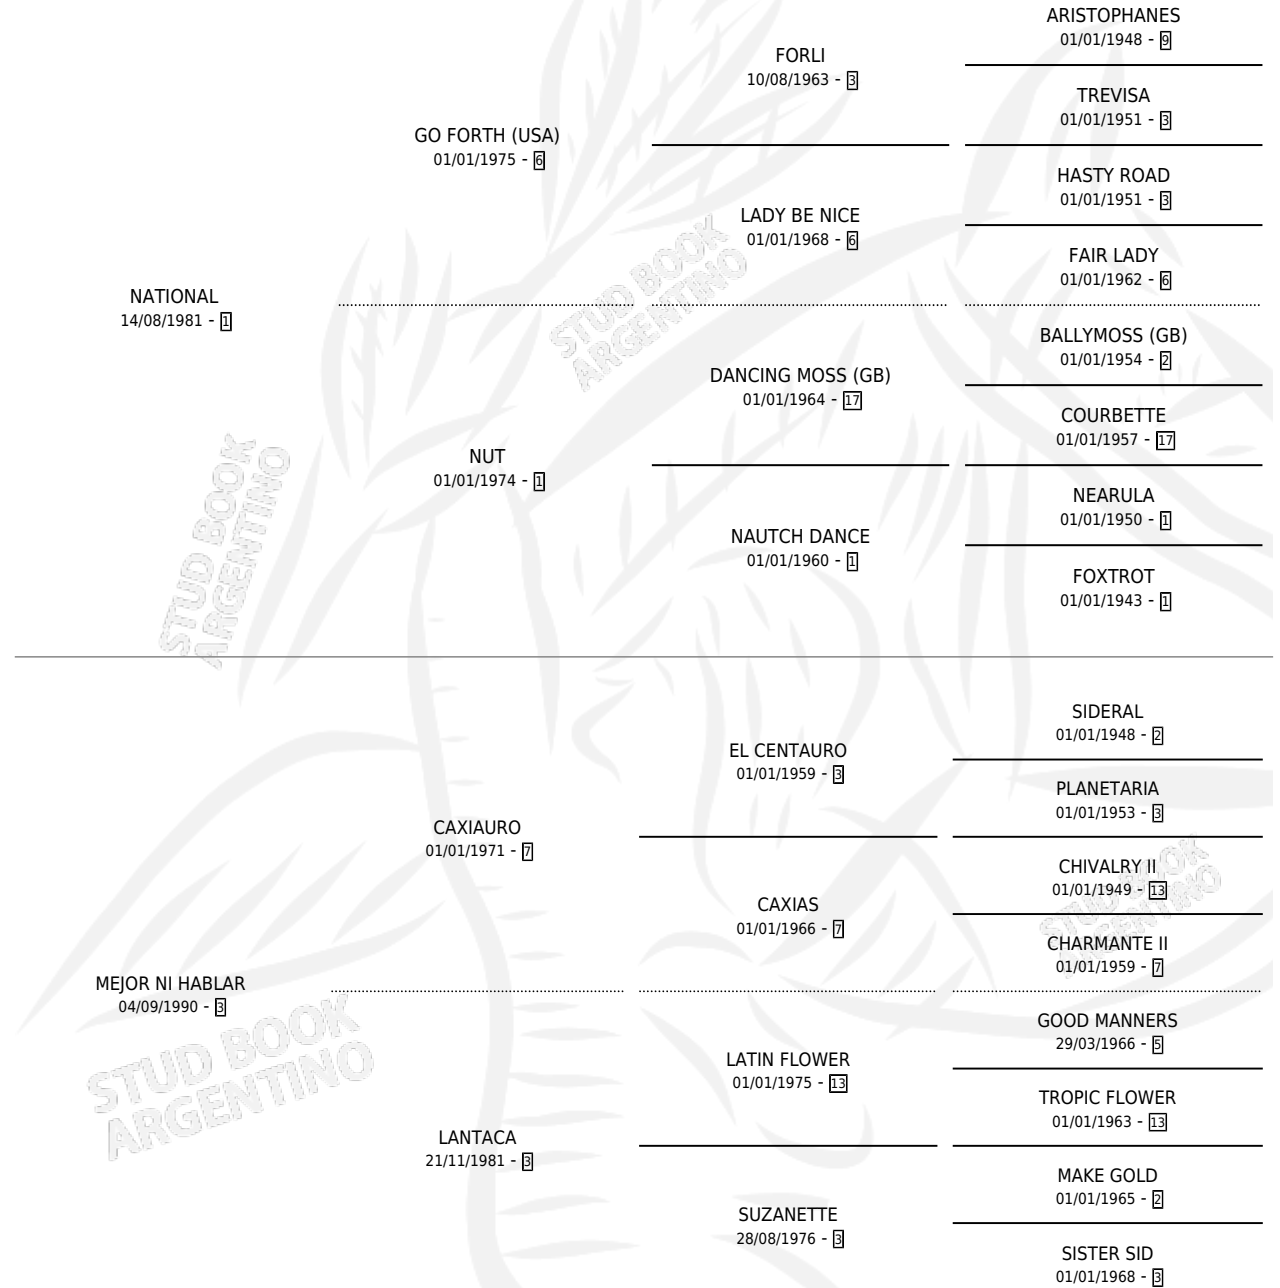 ARISTOPHANES
01/01/1948 - 9
FORLI
10/08/1963 - 3
TREVISA
01/01/1951 - 3
GO FORTH (USA)
01/01/1975 - 6
HASTY ROAD
01/01/1951 - 3
LADY BE NICE
01/01/1968 - 6
FAIR LADY
01/01/1962 - 6
NATIONAL
14/08/1981 - 1
STUD BOOK
ARGENTINO
BALLYMOSS (GB)
01/01/1954 - 2
DANCING MOSS (GB)
01/01/1964 - 17
COURBETTE
01/01/1957 - 17
NUT
01/01/1974 - 1
NEARULA
01/01/1950 - 1
NAUTCH DANCE
01/01/1960 - 1
FOXTROT
01/01/1943 - 1
STUD BOOK
ARGENTINO
SIDERAL
01/01/1948 - 2
EL CENTAURO
01/01/1959 - 3
PLANETARIA
01/01/1953 - 3
CAXIAURO
01/01/1971 - 7
CHIVALRY II
01/01/1949 - 13
CAXIAS
01/01/1966 - 7
STUD BOOK
ARGENTINO
CHARMANTE II
01/01/1959 - 7
MEJOR NI HABLAR
04/09/1990 - 3
GOOD MANNERS
29/03/1966 - 5
LATIN FLOWER
01/01/1975 - 13
TROPIC FLOWER
01/01/1963 - 13
STUD BOOK
ARGENTINO
LANTACA
21/11/1981 - 3
MAKE GOLD
01/01/1965 - 2
SUZANETTE
28/08/1976 - 3
SISTER SID
01/01/1968 - 3